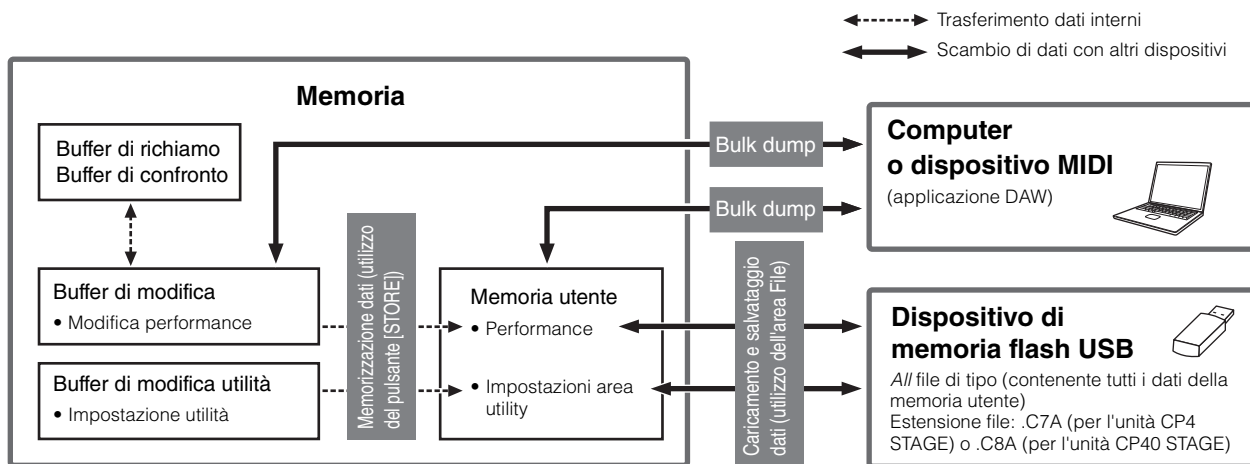 Trasferimento dati interni
Scambio di dati con altri dispositivi
Memoria
Buffer di richiamo
Buffer di confronto
Buffer di modifica
• Modifica performance
Buffer di modifica utilità
• Impostazione utilità
Memorizzazione dati (utilizzo
del pulsante [STORE])
Memoria utente
• Performance
• Impostazioni area
utility
Bulk dump
Bulk dump
Caricamento e salvataggio
dati (utilizzo dell'area File)
Computer
o dispositivo MIDI
(applicazione DAW)
Dispositivo di
memoria flash USB
All file di tipo (contenente tutti i dati della
memoria utente)
Estensione file: .C7A (per l'unità CP4
STAGE) o .C8A (per l'unità CP40 STAGE)